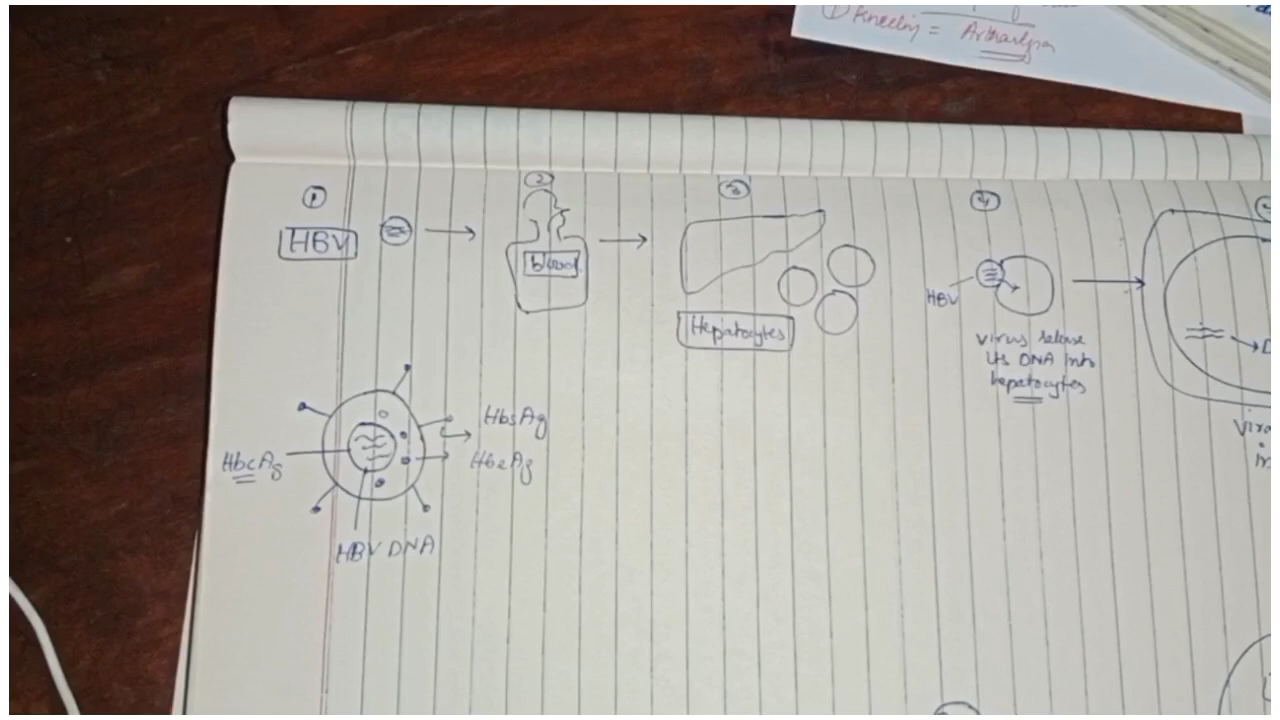 ① Kneeling = Arthralgia
①
HBV
②
blood
③
Hepatocytes
④
HBV
virus release
its DNA into
hepatocytes
HbsAg
HbeAg
HbcAg
HBV DNA